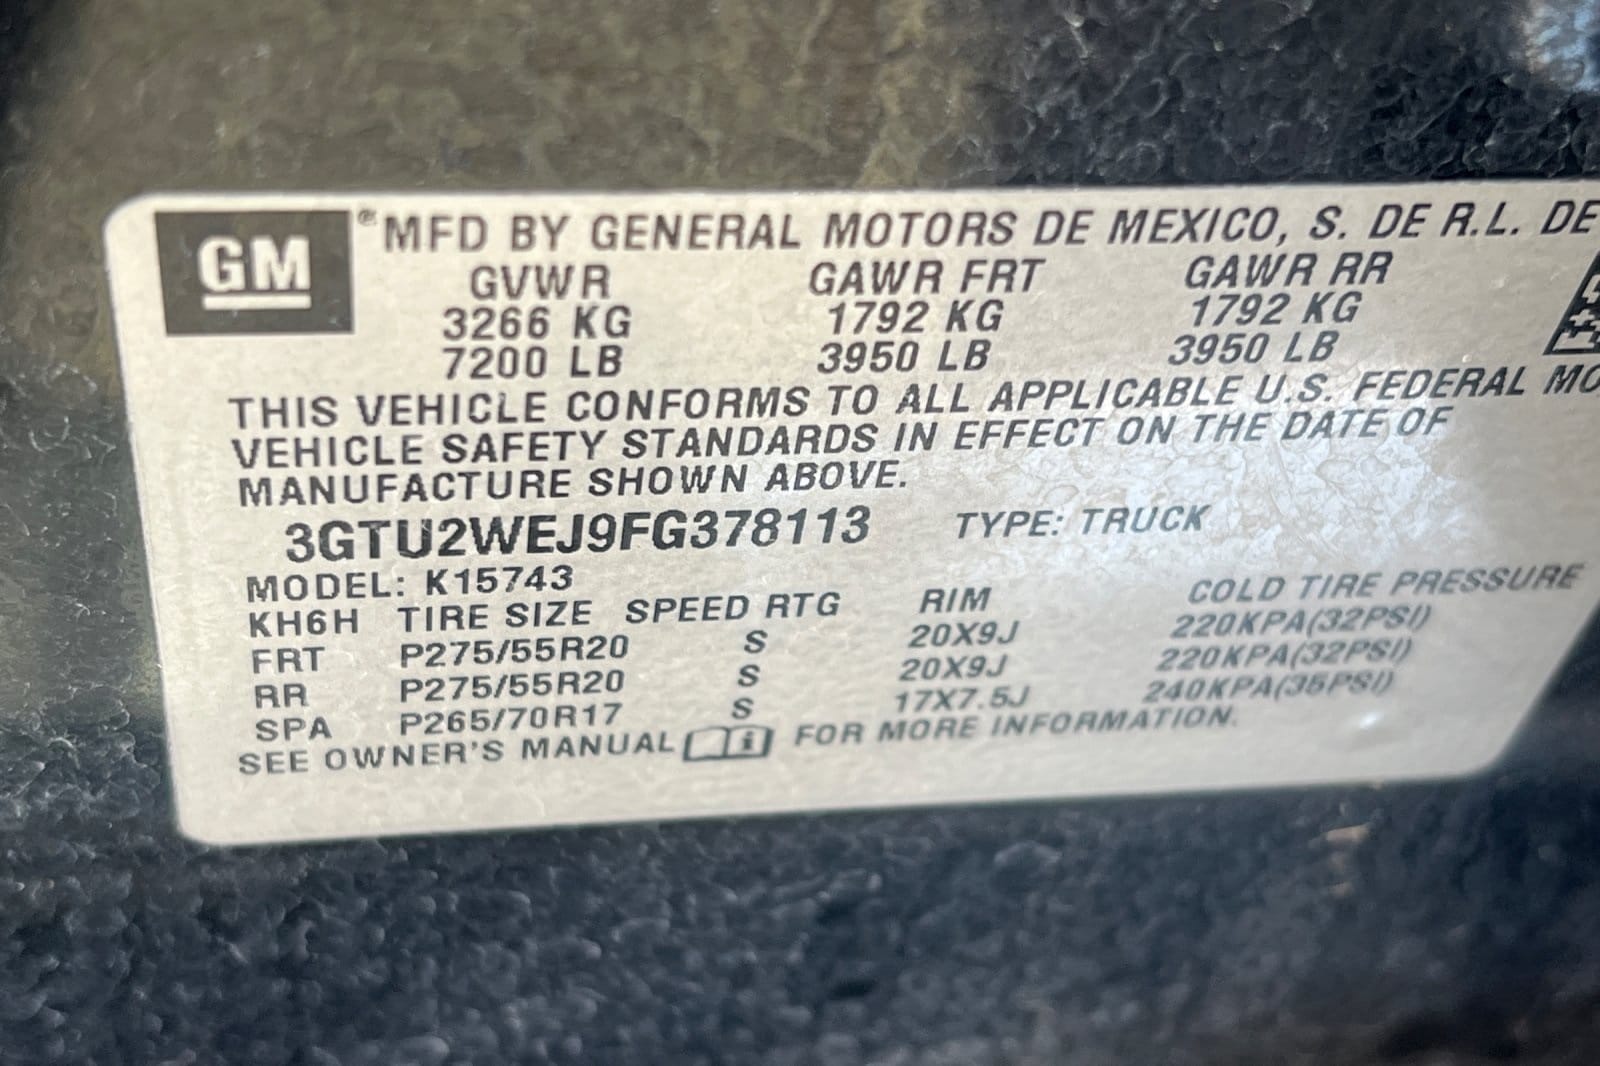 GM ® MFD BY GENERAL MOTORS DE MEXICO, S. DE R.L. DE
GVWR GAWR FRT GAWR RR
3266 KG 1792 KG 1792 KG
7200 LB 3950 LB 3950 LB
THIS VEHICLE CONFORMS TO ALL APPLICABLE U.S. FEDERAL MO
VEHICLE SAFETY STANDARDS IN EFFECT ON THE DATE OF
MANUFACTURE SHOWN ABOVE.
3GTU2WEJ9FG378113 TYPE: TRUCK
MODEL: K15743
KH6H TIRE SIZE SPEED RTG RIM COLD TIRE PRESSURE
FRT P275/55R20 S 20X9J 220KPA(32PSI)
RR P275/55R20 S 20X9J 220KPA(32PSI)
SPA P265/70R17 S 17X7.5J 240KPA(35PSI)
SEE OWNER'S MANUAL FOR MORE INFORMATION.